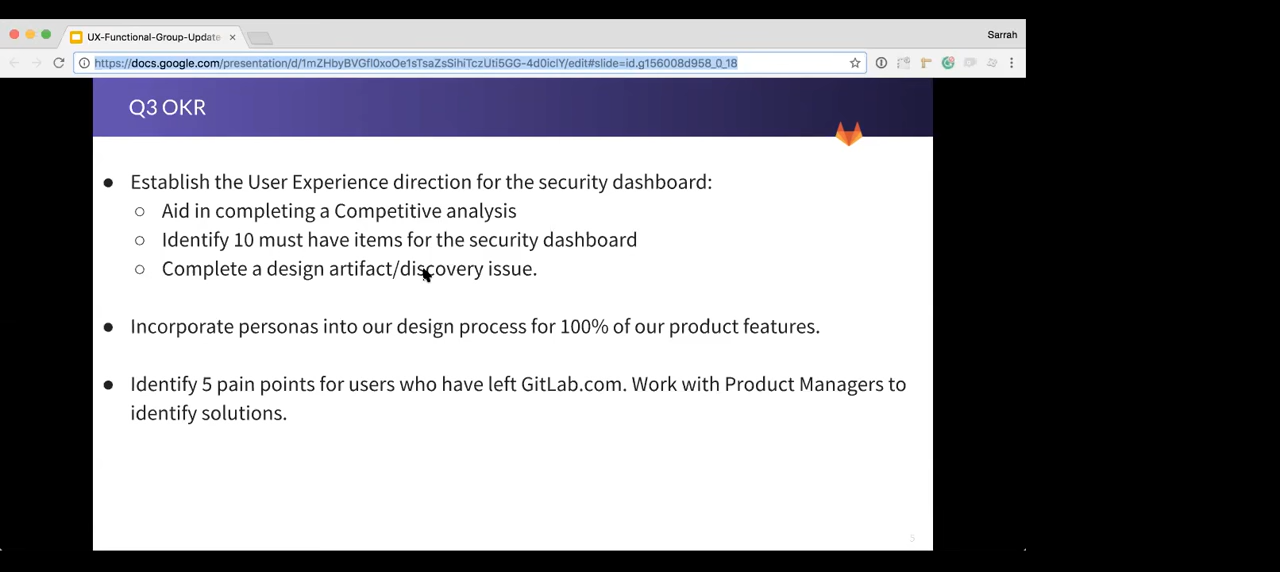 UX-Functional-Group-Update
Sarrah
https://docs.google.com/presentation/d/1mZHbyBVGfl0xoOe1sTsaZsSihiTczUti5GG-4d0iclY/edit#slide=id.g156008d958_0_18
Q3 OKR
● Establish the User Experience direction for the security dashboard:
○ Aid in completing a Competitive analysis
○ Identify 10 must have items for the security dashboard
○ Complete a design artifact/discovery issue.
● Incorporate personas into our design process for 100% of our product features.
● Identify 5 pain points for users who have left GitLab.com. Work with Product Managers to
identify solutions.
5